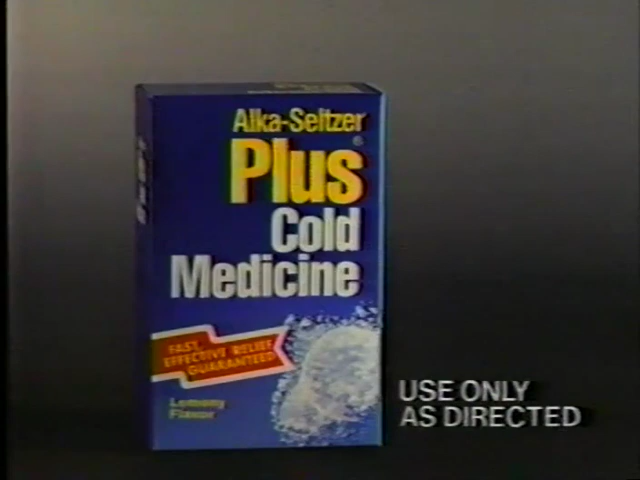 Alka-Seltzer
Plus®
Cold
Medicine
FAST,
EFFECTIVE RELIEF
GUARANTEED
Lemony
Flavor
USE ONLY
AS DIRECTED